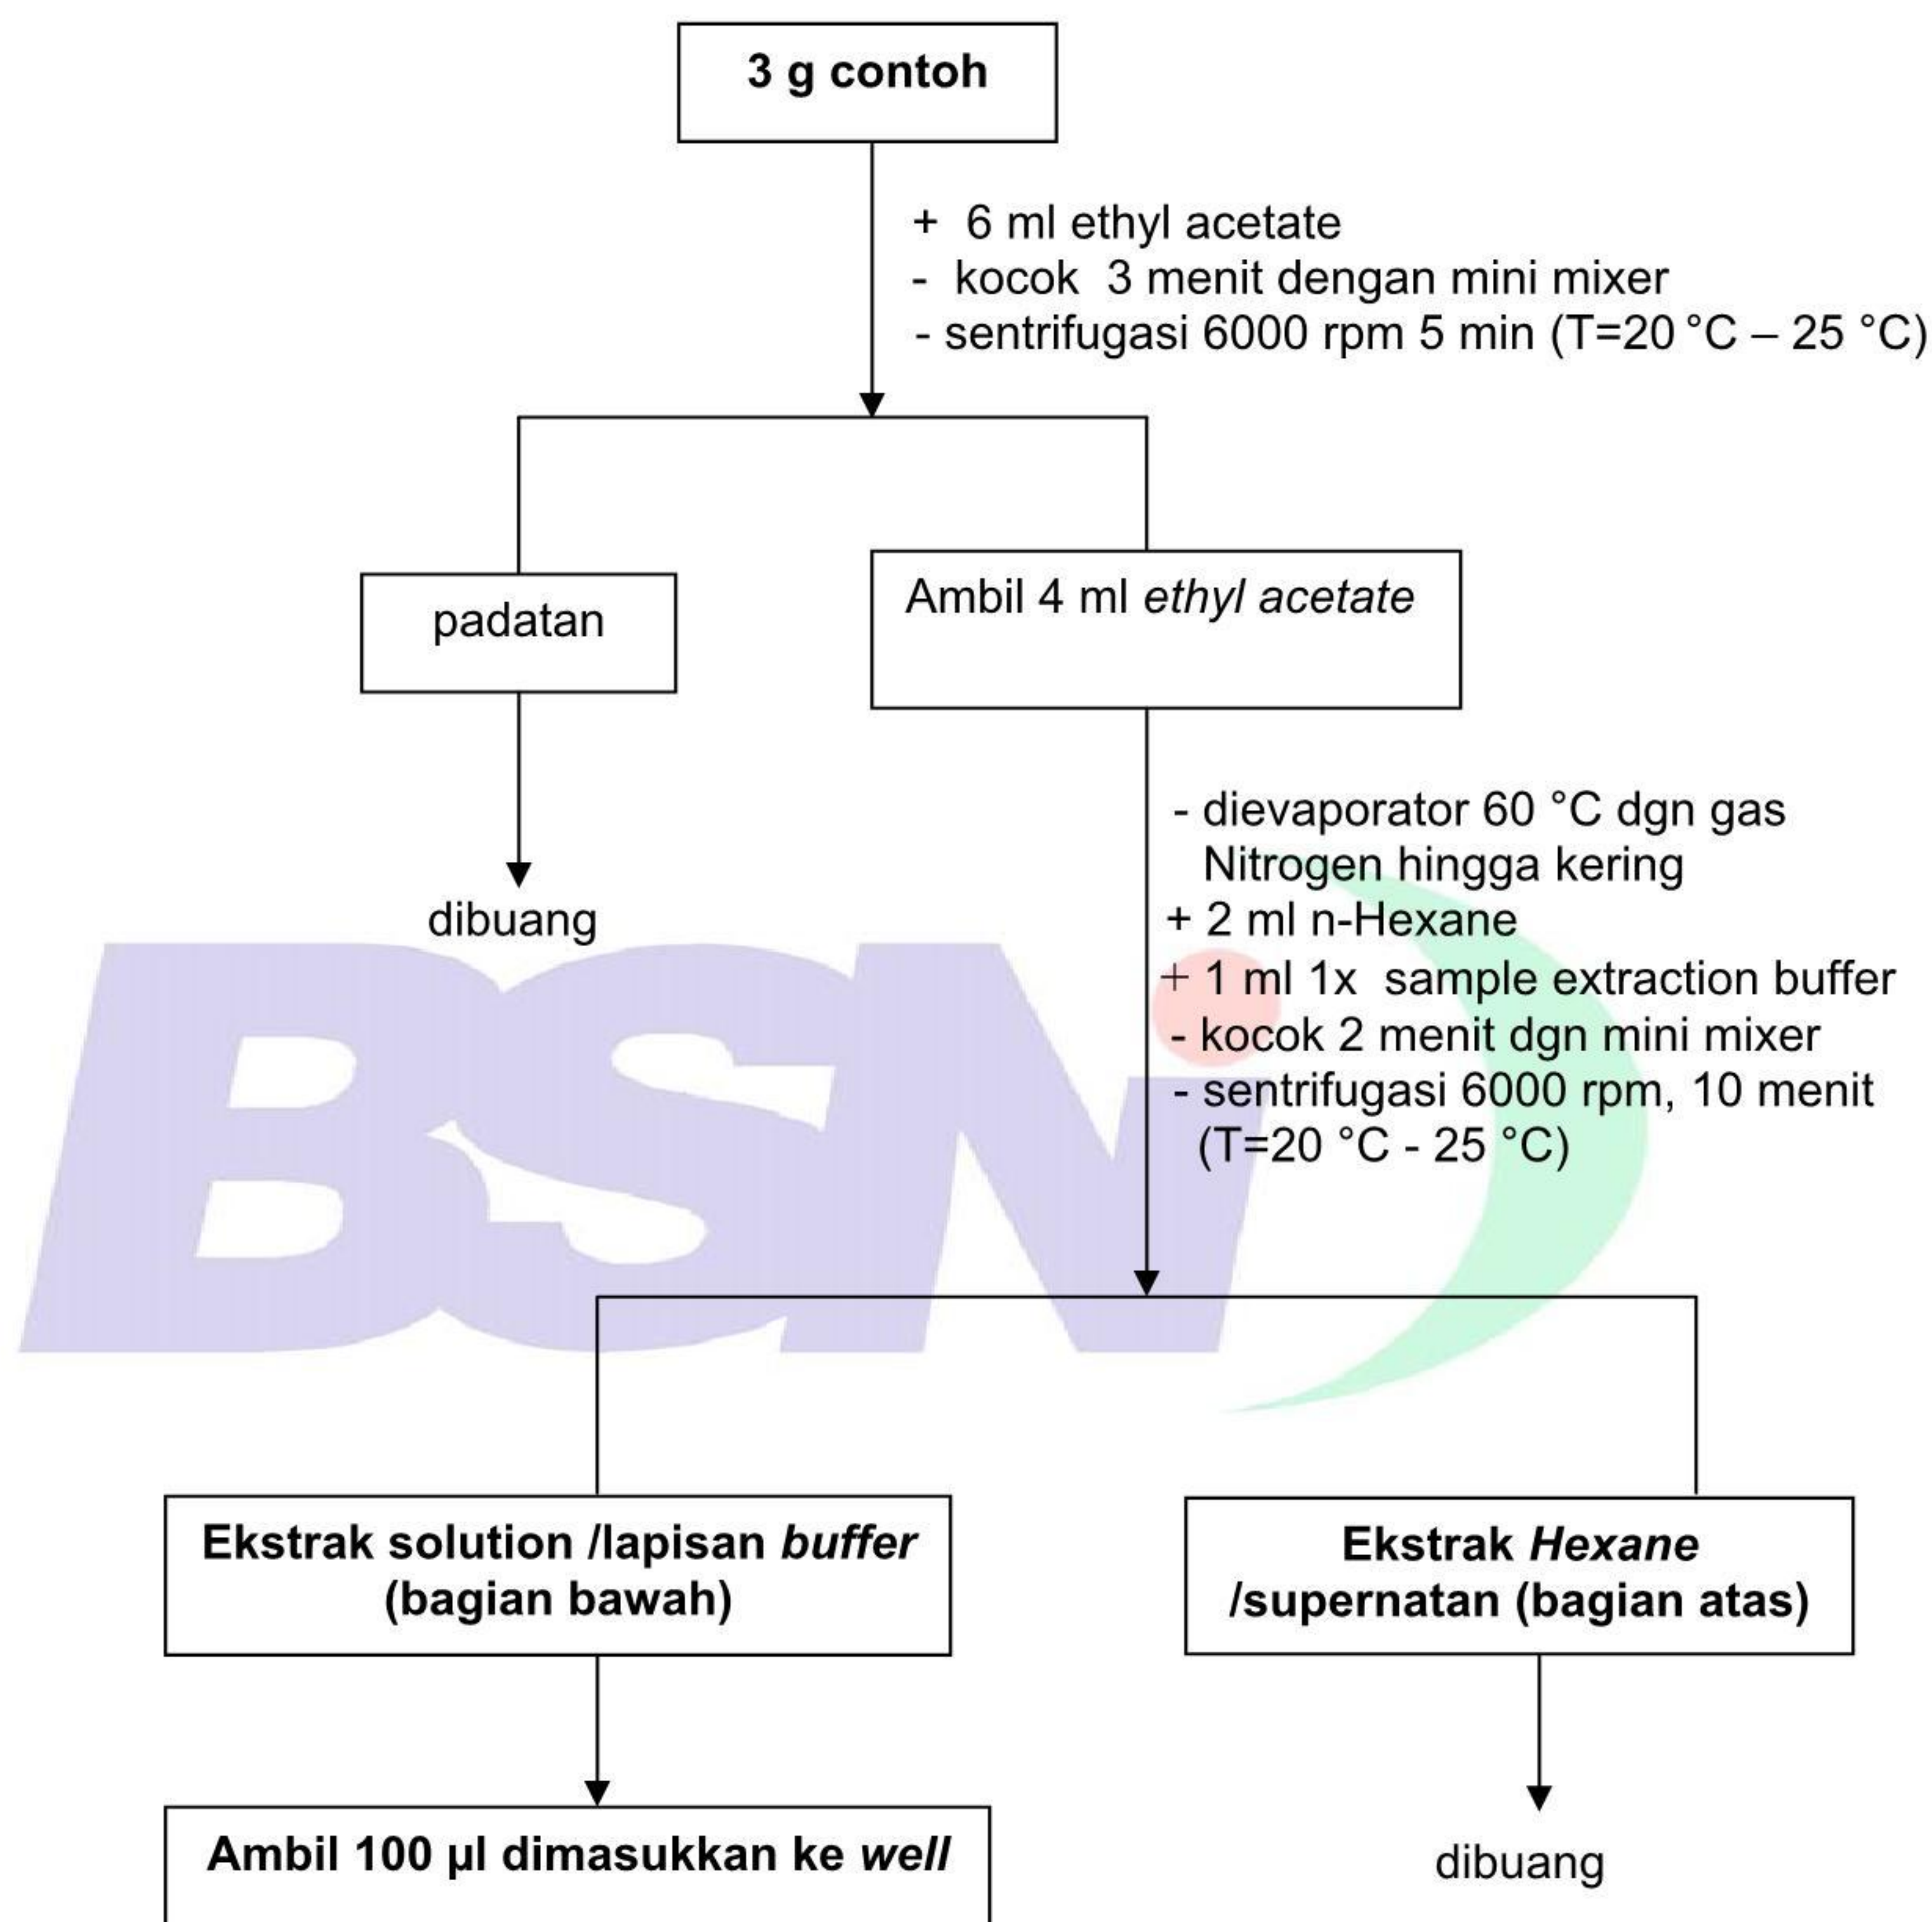 3 g contoh
+ 6 ml ethyl acetate
- kocok 3 menit dengan mini mixer
- sentrifugasi 6000 rpm 5 min (T=20 °C – 25 °C)
padatan
Ambil 4 ml ethyl acetate
dibuang
- dievaporator 60 °C dgn gas
Nitrogen hingga kering
+ 2 ml n-Hexane
+ 1 ml 1x sample extraction buffer
- kocok 2 menit dgn mini mixer
- sentrifugasi 6000 rpm, 10 menit
(T=20 °C - 25 °C)
BSN
Ekstrak solution /lapisan buffer
(bagian bawah)
Ekstrak Hexane
/supernatan (bagian atas)
Ambil 100 µl dimasukkan ke well
dibuang